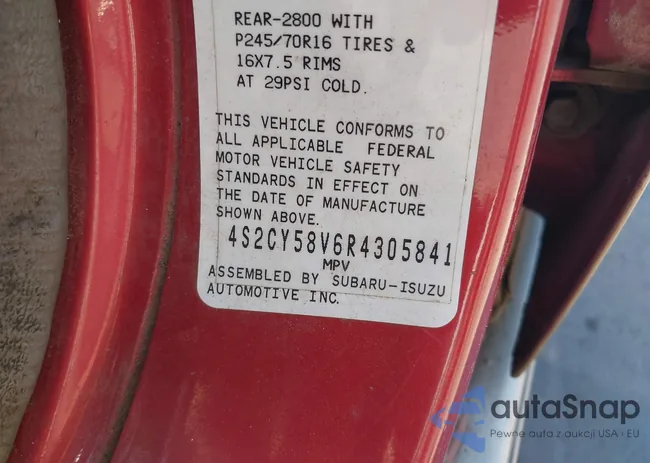 REAR-2800 WITH
P245/70R16 TIRES &
16X7.5 RIMS
AT 29PSI COLD.
THIS VEHICLE CONFORMS TO
ALL APPLICABLE FEDERAL
MOTOR VEHICLE SAFETY
STANDARDS IN EFFECT ON
THE DATE OF MANUFACTURE
SHOWN ABOVE.
4S2CY58V6R4305841
MPV
ASSEMBLED BY SUBARU-ISUZU
AUTOMOTIVE INC.
autaSnap
Pewne auta z aukcji USA i EU